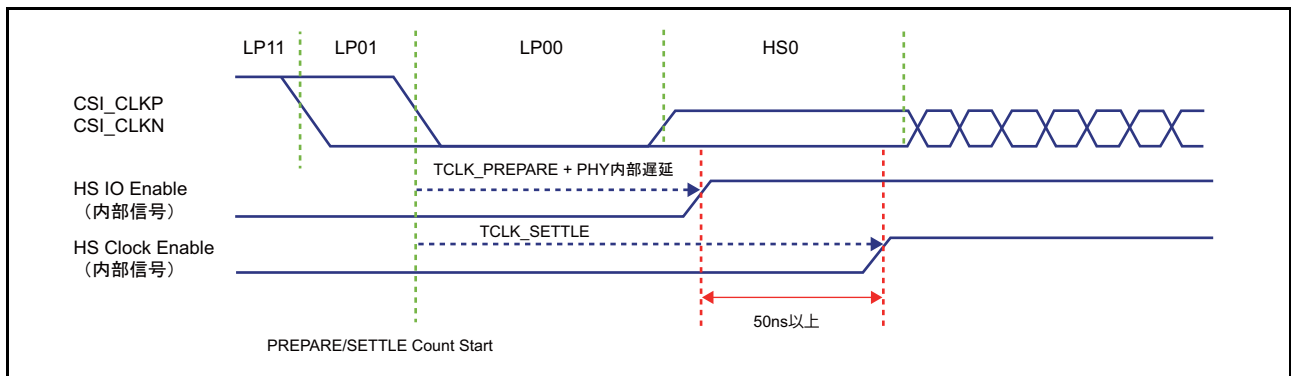 LP11 LP01 LP00 HS0
CSI_CLKP
CSI_CLKN
TCLK_PREPARE + PHY内部遅延
HS IO Enable
（内部信号）
TCLK_SETTLE
HS Clock Enable
（内部信号）
50ns以上
PREPARE/SETTLE Count Start